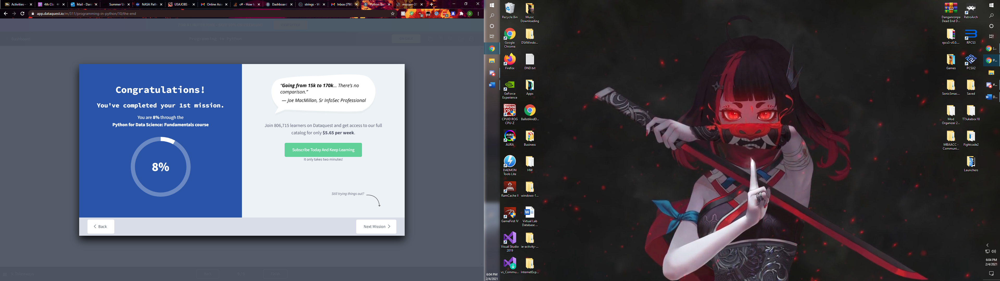 Activities –
4th Cla
Mail - Dani
Summer Un
NASA Path
USAJOBS -
Online Asse
c# - How to
Dashboard
strings - W
Inbox (798)
Python Bas
mission-31
app.dataquest.io/m/311/programming-in-python/10/the-end
Dashboard
Programming in Python
Congratulations!
You've completed your 1st mission.
You are 8% through the
Python for Data Science: Fundamentals course
8%
“Going from 15k to 170k… There’s no
comparison.”
— Joe MacMillan, Sr InfoSec Professional
Join 806,715 learners on Dataquest and get access to our full
catalog for only $5.65 per week.
Subscribe Today And Keep Learning
It only takes two minutes!
Still trying things out?
Back
Next Mission
Takeaways
6:04 PM
2/4/2021
Recycle Bin
Music
Downloading
Google
Chrome
DS4Windo...
Firefox
DND.txt
GeForce
Experience
Apps
CPUID ROG
CPU-Z
BallotAndD...
AURA
Business
DAEMON
Tools Lite
HW
RamCache II
windows-1...
GameFirst IV
Virtual Lab
Database ...
Visual Studio
2019
ie-activity-...
vs_Commu...
InternetExp...
Danganronpa
Dead End D...
RetroArch
rpcs3-v0.0....
RPCS3
Games
PCSX2
SonicSmac...
Saved
Mod
Organizer 2...
T7Jukebox18
MBAACC -
Communi...
Fightcade2
Launchers
(...
P...
#...
D...
6:04 PM
2/4/2021